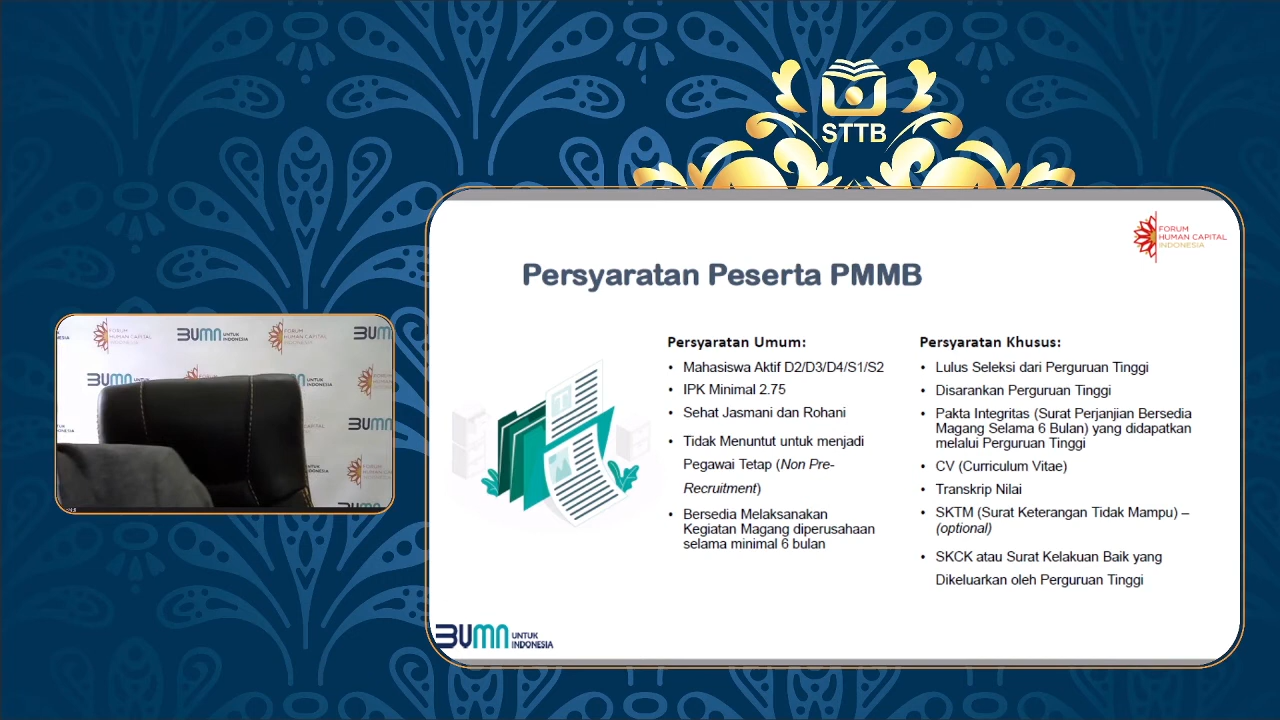 STTB
FORUM
HUMAN CAPITAL
INDONESIA
Persyaratan Peserta PMMB
Persyaratan Umum:
• Mahasiswa Aktif D2/D3/D4/S1/S2
• IPK Minimal 2.75
• Sehat Jasmani dan Rohani
• Tidak Menuntut untuk menjadi
Pegawai Tetap (Non Pre-
Recruitment)
• Bersedia Melaksanakan
Kegiatan Magang diperusahaan
selama minimal 6 bulan
Persyaratan Khusus:
• Lulus Seleksi dari Perguruan Tinggi
• Disarankan Perguruan Tinggi
• Pakta Integritas (Surat Perjanjian Bersedia
Magang Selama 6 Bulan) yang didapatkan
melalui Perguruan Tinggi
• CV (Curriculum Vitae)
• Transkrip Nilai
• SKTM (Surat Keterangan Tidak Mampu) –
(optional)
• SKCK atau Surat Kelakuan Baik yang
Dikeluarkan oleh Perguruan Tinggi
BUMN UNTUK
INDONESIA
FORUM
HUMAN CAPITAL
INDONESIA
BUMN UNTUK
INDONESIA
FORUM
HUMAN CAPITAL
INDONESIA
BUM